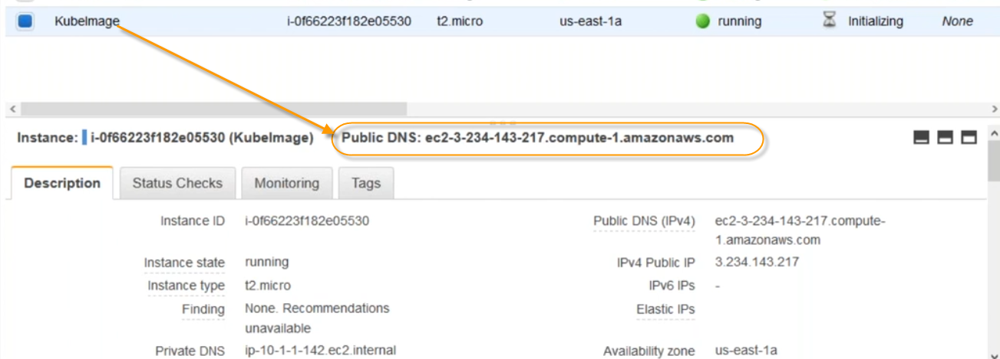 KubeImage i-0f66223f182e05530 t2.micro us-east-1a running Initializing None
Instance: i-0f66223f182e05530 (KubeImage) Public DNS: ec2-3-234-143-217.compute-1.amazonaws.com
Description Status Checks Monitoring Tags
Instance ID i-0f66223f182e05530 Public DNS (IPv4) ec2-3-234-143-217.compute-
1.amazonaws.com
Instance state running IPv4 Public IP 3.234.143.217
Instance type t2.micro IPv6 IPs -
Finding None. Recommendations Elastic IPs
unavailable
Private DNS ip-10-1-1-142.ec2.internal Availability zone us-east-1a